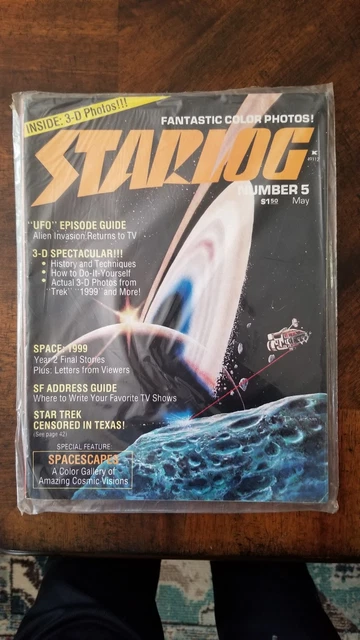 INSIDE: 3-D Photos!!!
FANTASTIC COLOR PHOTOS!
STARLOG
NUMBER 5
$1.50 May
"UFO" EPISODE GUIDE
Alien Invasion Returns to TV
3-D SPECTACULAR!!!
• History and Techniques
• How to Do-It-Yourself
• Actual 3-D Photos from
"Trek" "1999" and More!
SPACE: 1999
Year 2 Final Stories
Plus: Letters from Viewers
SF ADDRESS GUIDE
Where to Write Your Favorite TV Shows
STAR TREK
CENSORED IN TEXAS!
(See page 42)
SPECIAL FEATURE:
SPACESCAPES
A Color Gallery of
Amazing Cosmic Visions